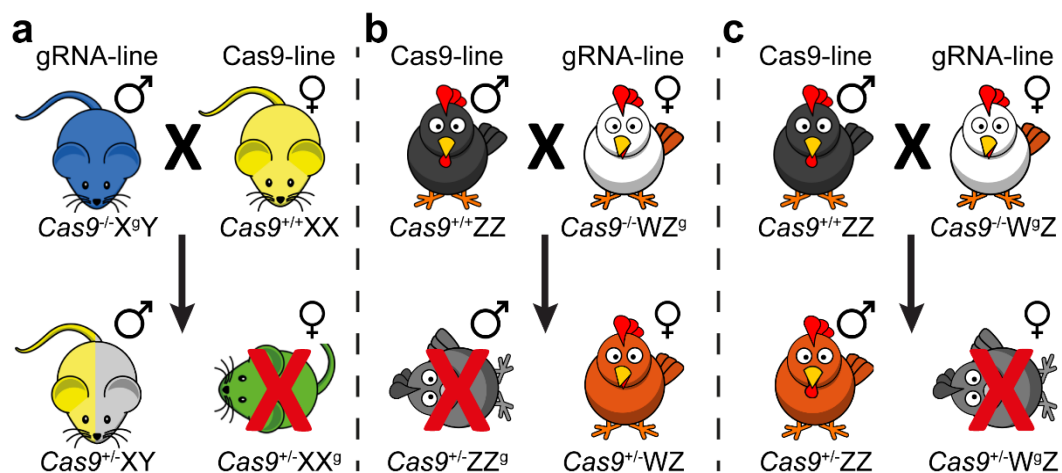 a
gRNA-line Cas9-line
♂ X ♀
Cas9-/-XgY Cas9+/+XX
♂ ♀
Cas9+/-XY Cas9+/-XXg
b
Cas9-line gRNA-line
♂ X ♀
Cas9+/+ZZ Cas9-/-WZg
♂ ♀
Cas9+/-ZZg Cas9+/-WZ
c
Cas9-line gRNA-line
♂ X ♀
Cas9+/+ZZ Cas9-/-WgZ
♂ ♀
Cas9+/-ZZ Cas9+/-WgZ